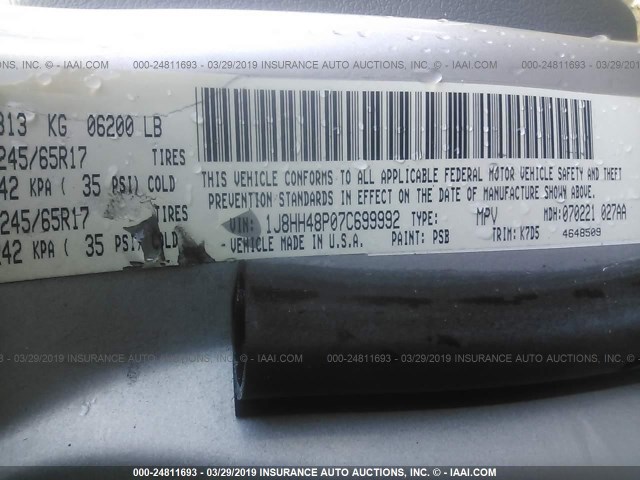 000-24811693 - 03/29/2019 INSURANCE AUTO AUCTIONS, INC. - © IAAI.COM
813 KG 06200 LB
245/65R17 TIRES
42 KPA ( 35 PSI) COLD
245/65R17 TIRES
42 KPA ( 35 PSI) COLD
THIS VEHICLE CONFORMS TO ALL APPLICABLE FEDERAL MOTOR VEHICLE SAFETY AND THEFT
PREVENTION STANDARDS IN EFFECT ON THE DATE OF MANUFACTURE SHOWN ABOVE.
VIN: 1J8HH48P07C699992 TYPE: MPV MDH: 070221 027AA
VEHICLE MADE IN U.S.A. PAINT: PSB TRIM: K7D5 4648509
000-24811693 - 03/29/2019 INSURANCE AUTO AUCTIONS, INC. - © IAAI.COM
000-24811693 - 03/29/2019 INSURANCE AUTO AUCTIONS, INC. - © IAAI.COM